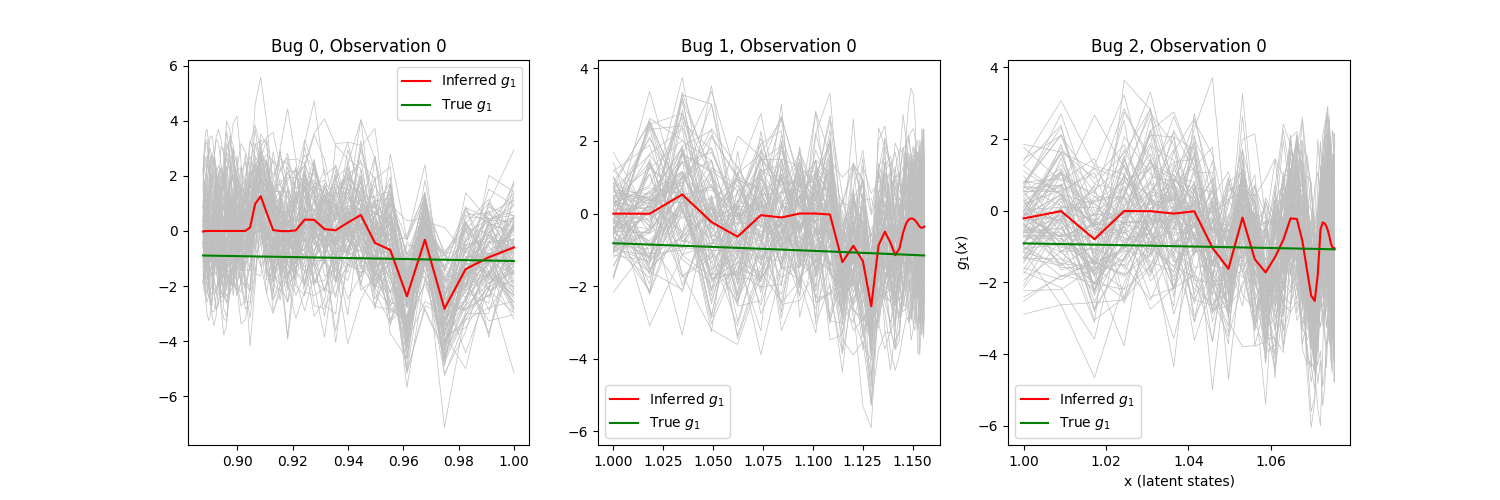 Bug 0, Observation 0
6
4
2
0
−2
−4
−6
0.90 0.92 0.94 0.96 0.98 1.00
Inferred g₁
True g₁
Bug 1, Observation 0
4
2
0
−2
−4
−6
1.000 1.025 1.050 1.075 1.100 1.125 1.150
Inferred g₁
True g₁
Bug 2, Observation 0
g₁(x)
4
2
0
−2
−4
−6
1.00 1.02 1.04 1.06
x (latent states)
Inferred g₁
True g₁